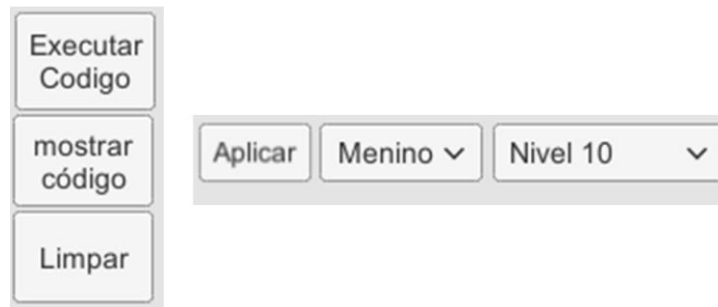 Executar
Codigo
mostrar
código
Limpar
Aplicar Menino Nivel 10